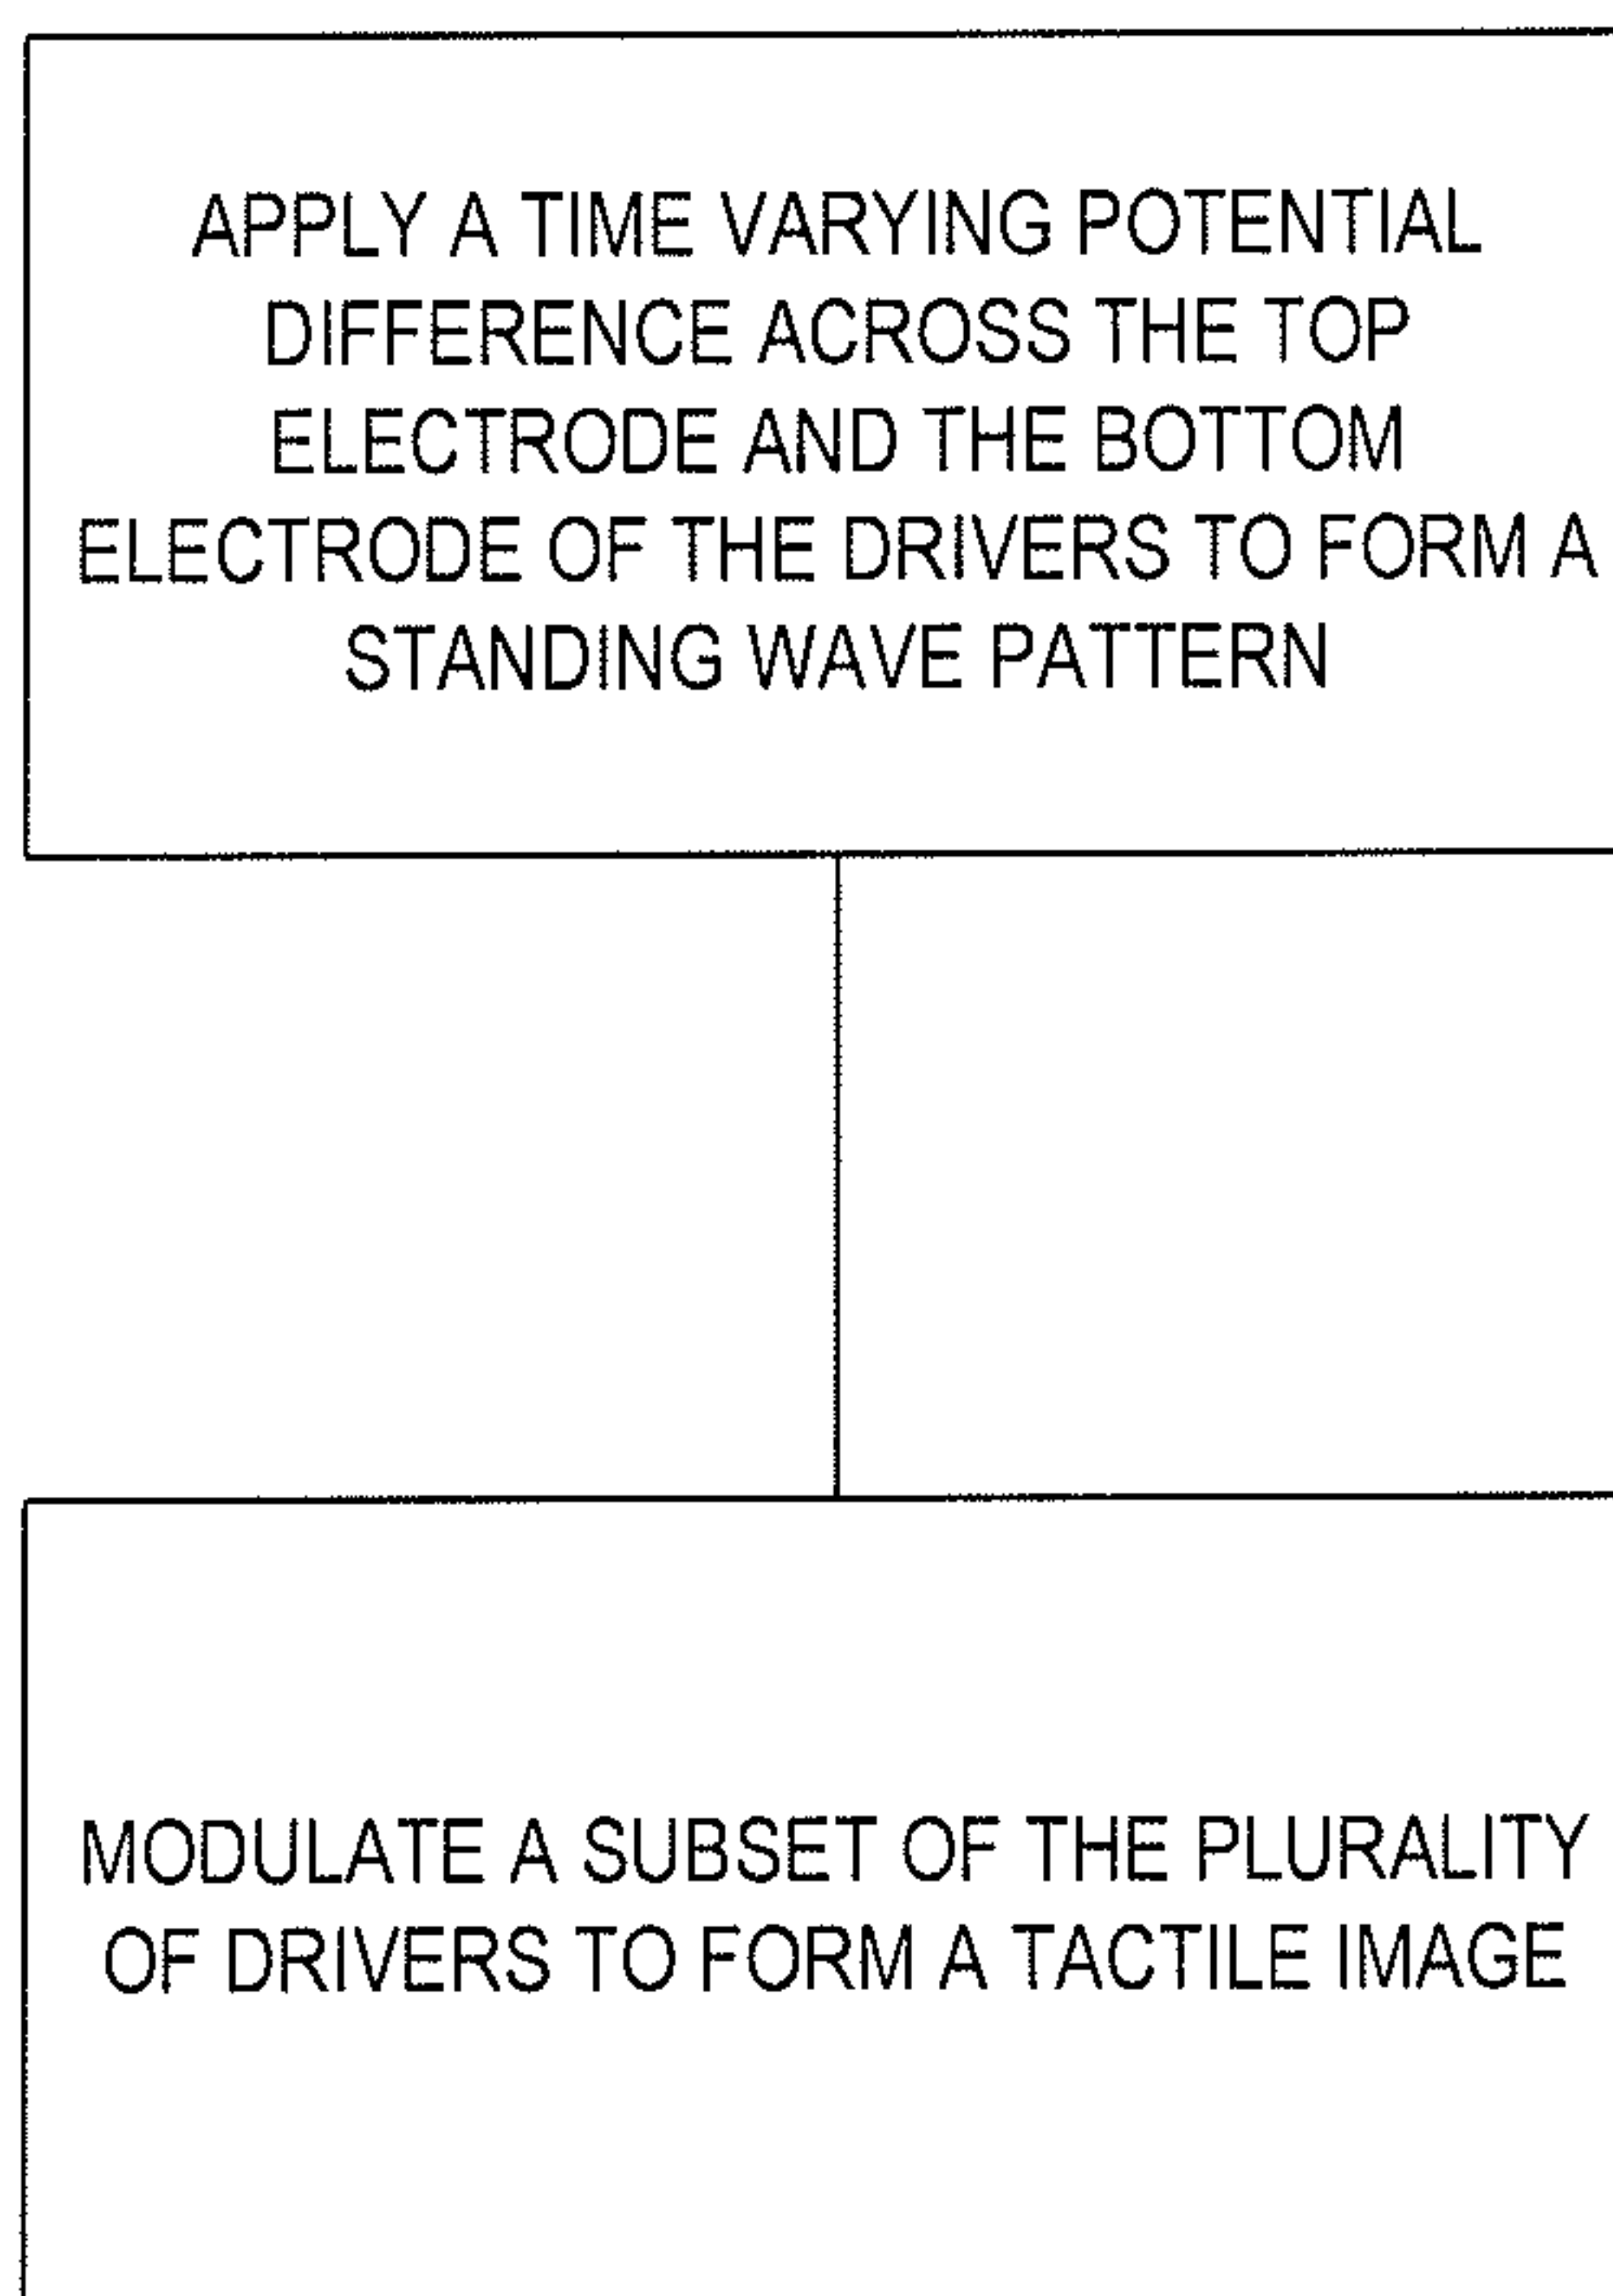 APPLY A TIME VARYING POTENTIAL
DIFFERENCE ACROSS THE TOP
ELECTRODE AND THE BOTTOM
ELECTRODE OF THE DRIVERS TO FORM A
STANDING WAVE PATTERN
MODULATE A SUBSET OF THE PLURALITY
OF DRIVERS TO FORM A TACTILE IMAGE